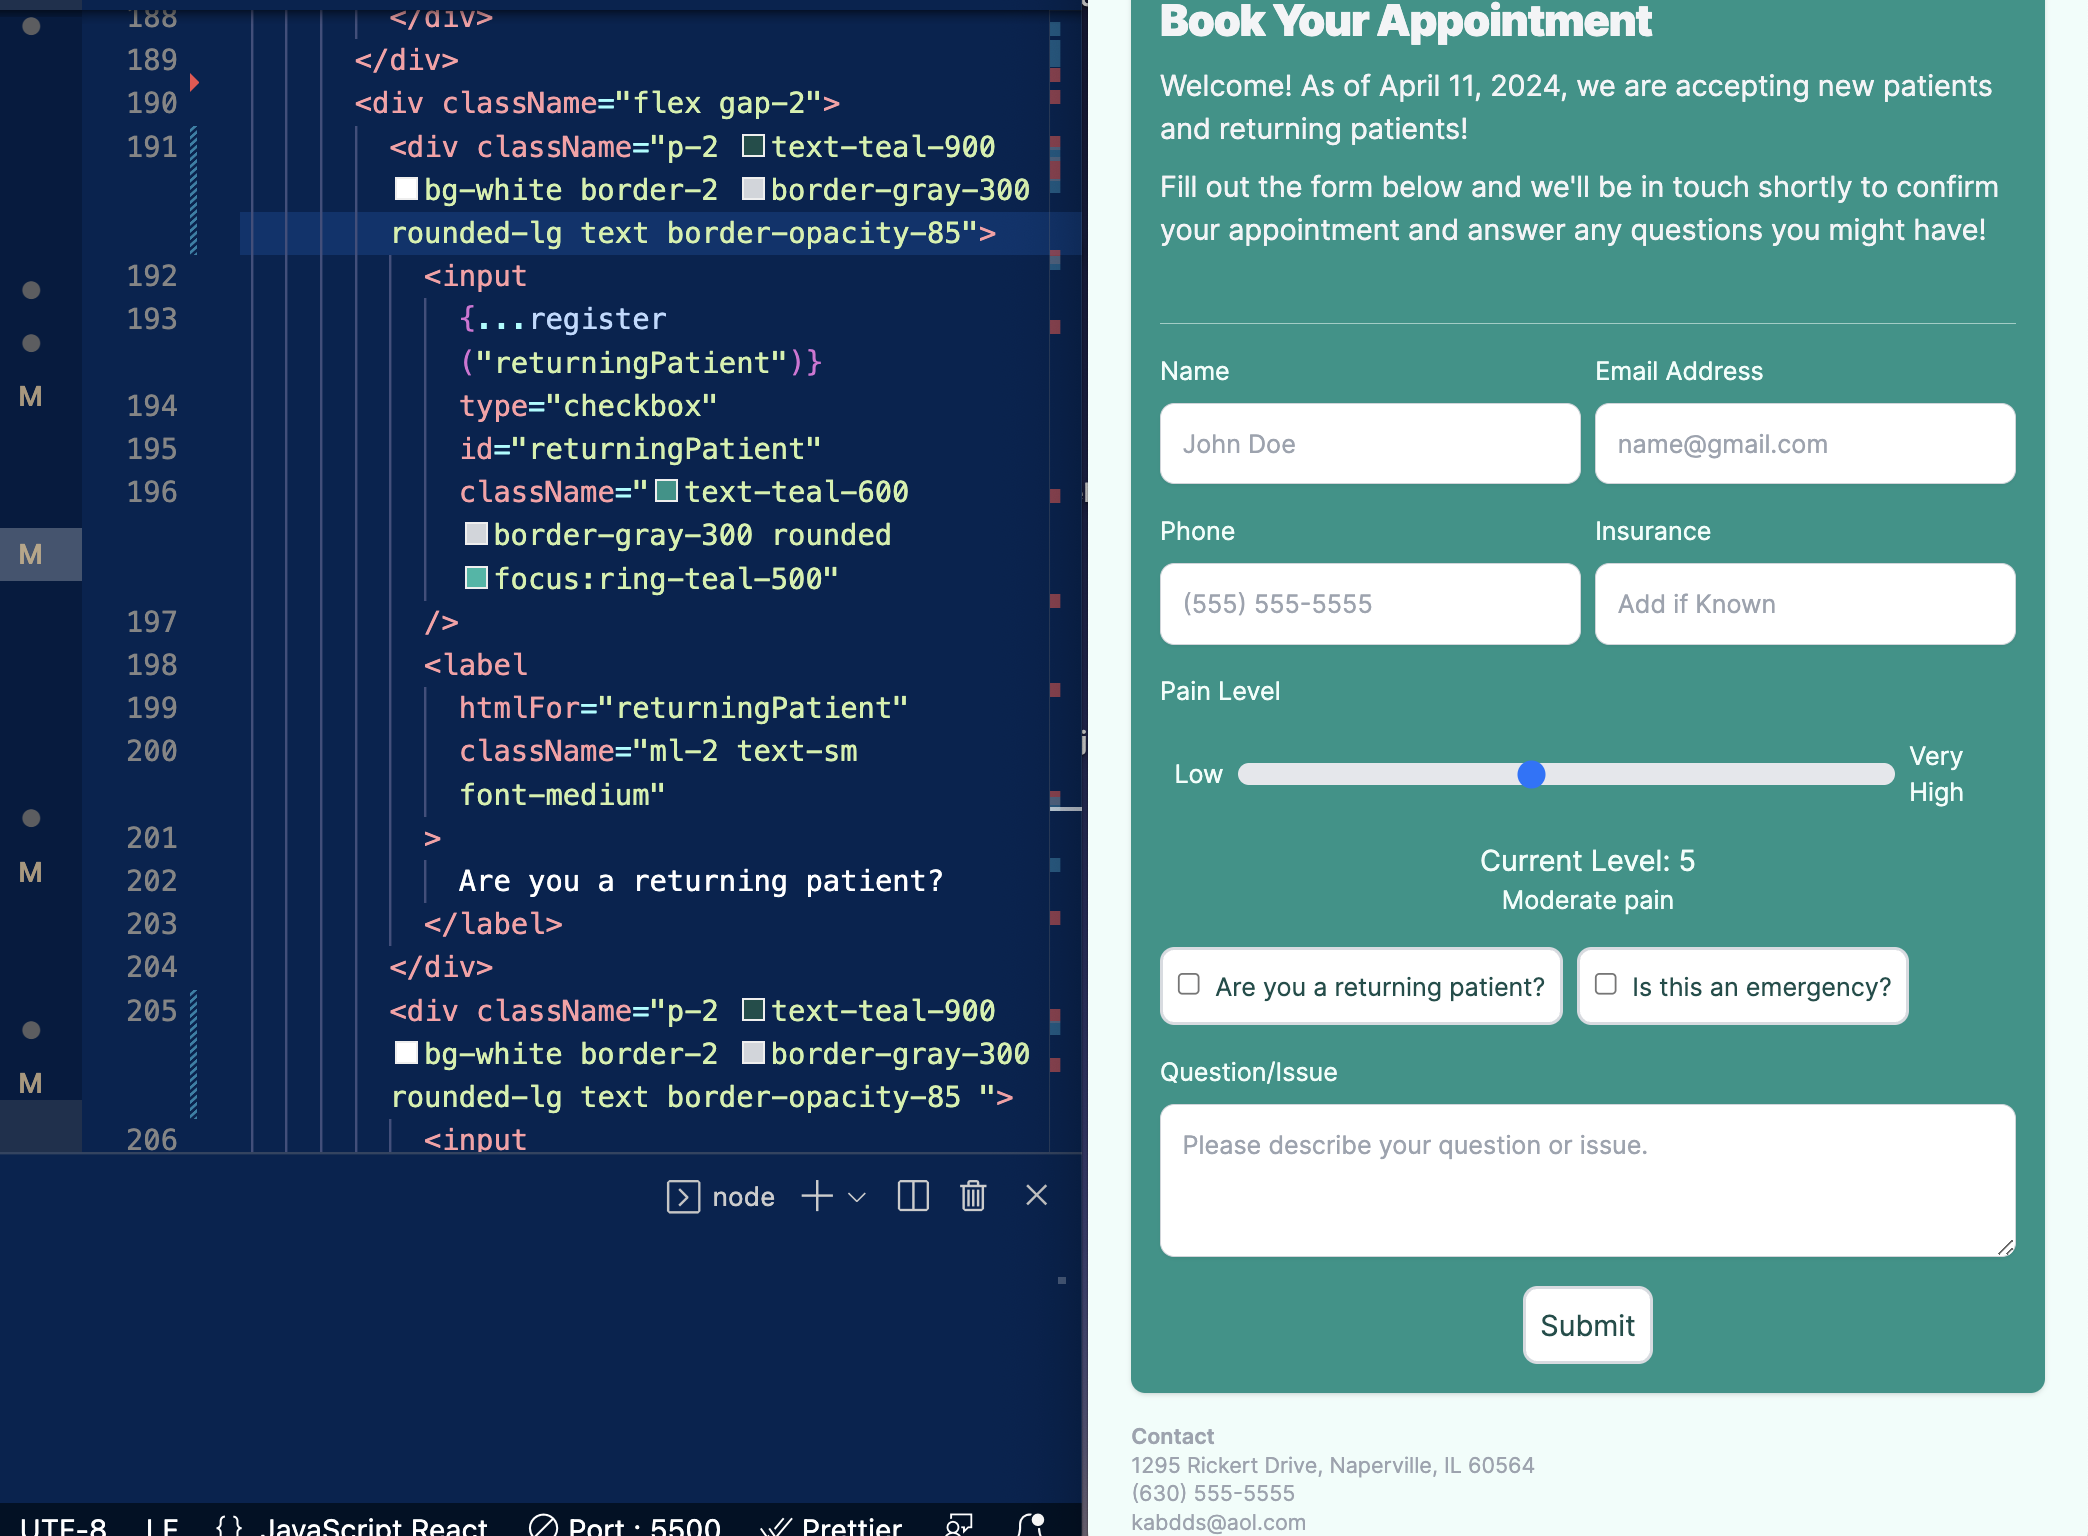 188 </div>
189 </div>
190 <div className="flex gap-2">
191 <div className="p-2 text-teal-900
bg-white border-2 border-gray-300
rounded-lg text border-opacity-85">
192 <input
193 {...register
("returningPatient")}
194 type="checkbox"
195 id="returningPatient"
196 className="text-teal-600
border-gray-300 rounded
focus:ring-teal-500"
197 />
198 <label
199 htmlFor="returningPatient"
200 className="ml-2 text-sm
font-medium"
201 >
202 Are you a returning patient?
203 </label>
204 </div>
205 <div className="p-2 text-teal-900
bg-white border-2 border-gray-300
rounded-lg text border-opacity-85 ">
206 <input
M
M
M
M
node
UTF-8 LF {} JavaScript React Port : 5500 Prettier
Book Your Appointment
Welcome! As of April 11, 2024, we are accepting new patients
and returning patients!
Fill out the form below and we'll be in touch shortly to confirm
your appointment and answer any questions you might have!
Name Email Address
John Doe name@gmail.com
Phone Insurance
(555) 555-5555 Add if Known
Pain Level
Low Very
High
Current Level: 5
Moderate pain
Are you a returning patient? Is this an emergency?
Question/Issue
Please describe your question or issue.
Submit
Contact
1295 Rickert Drive, Naperville, IL 60564
(630) 555-5555
kabdds@aol.com